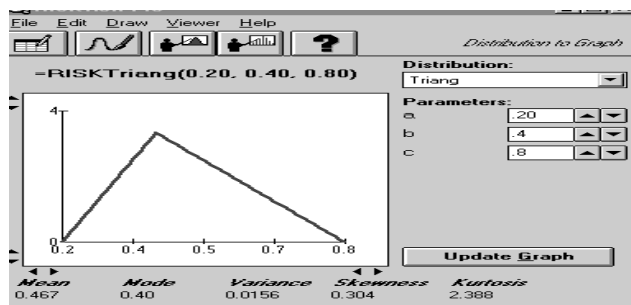 File Edit Draw Viewer Help
?
Distribution to Graph
=RISKTriang(0.20, 0.40, 0.80)
Distribution:
Triang
Parameters:
a .20
b .4
c .8
4
0
0.2 0.4 0.5 0.7 0.8
Update Graph
Mean Mode Variance Skewness Kurtosis
0.467 0.40 0.0156 0.304 2.388